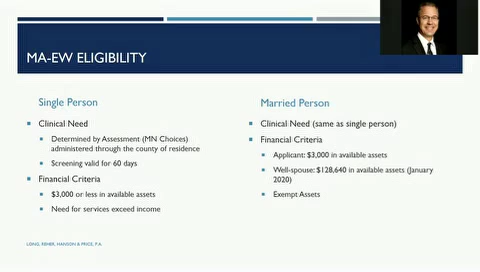 MA-EW ELIGIBILITY
Single Person
Clinical Need
Determined by Assessment (MN Choices)
administered through the county of residence
Screening valid for 60 days
Financial Criteria
$3,000 or less in available assets
Need for services exceed income
Married Person
Clinical Need (same as single person)
Financial Criteria
Applicant: $3,000 in available assets
Well-spouse: $128,640 in available assets (January
2020)
Exempt Assets
LONG, REHER, HANSON & PRICE, P.A.